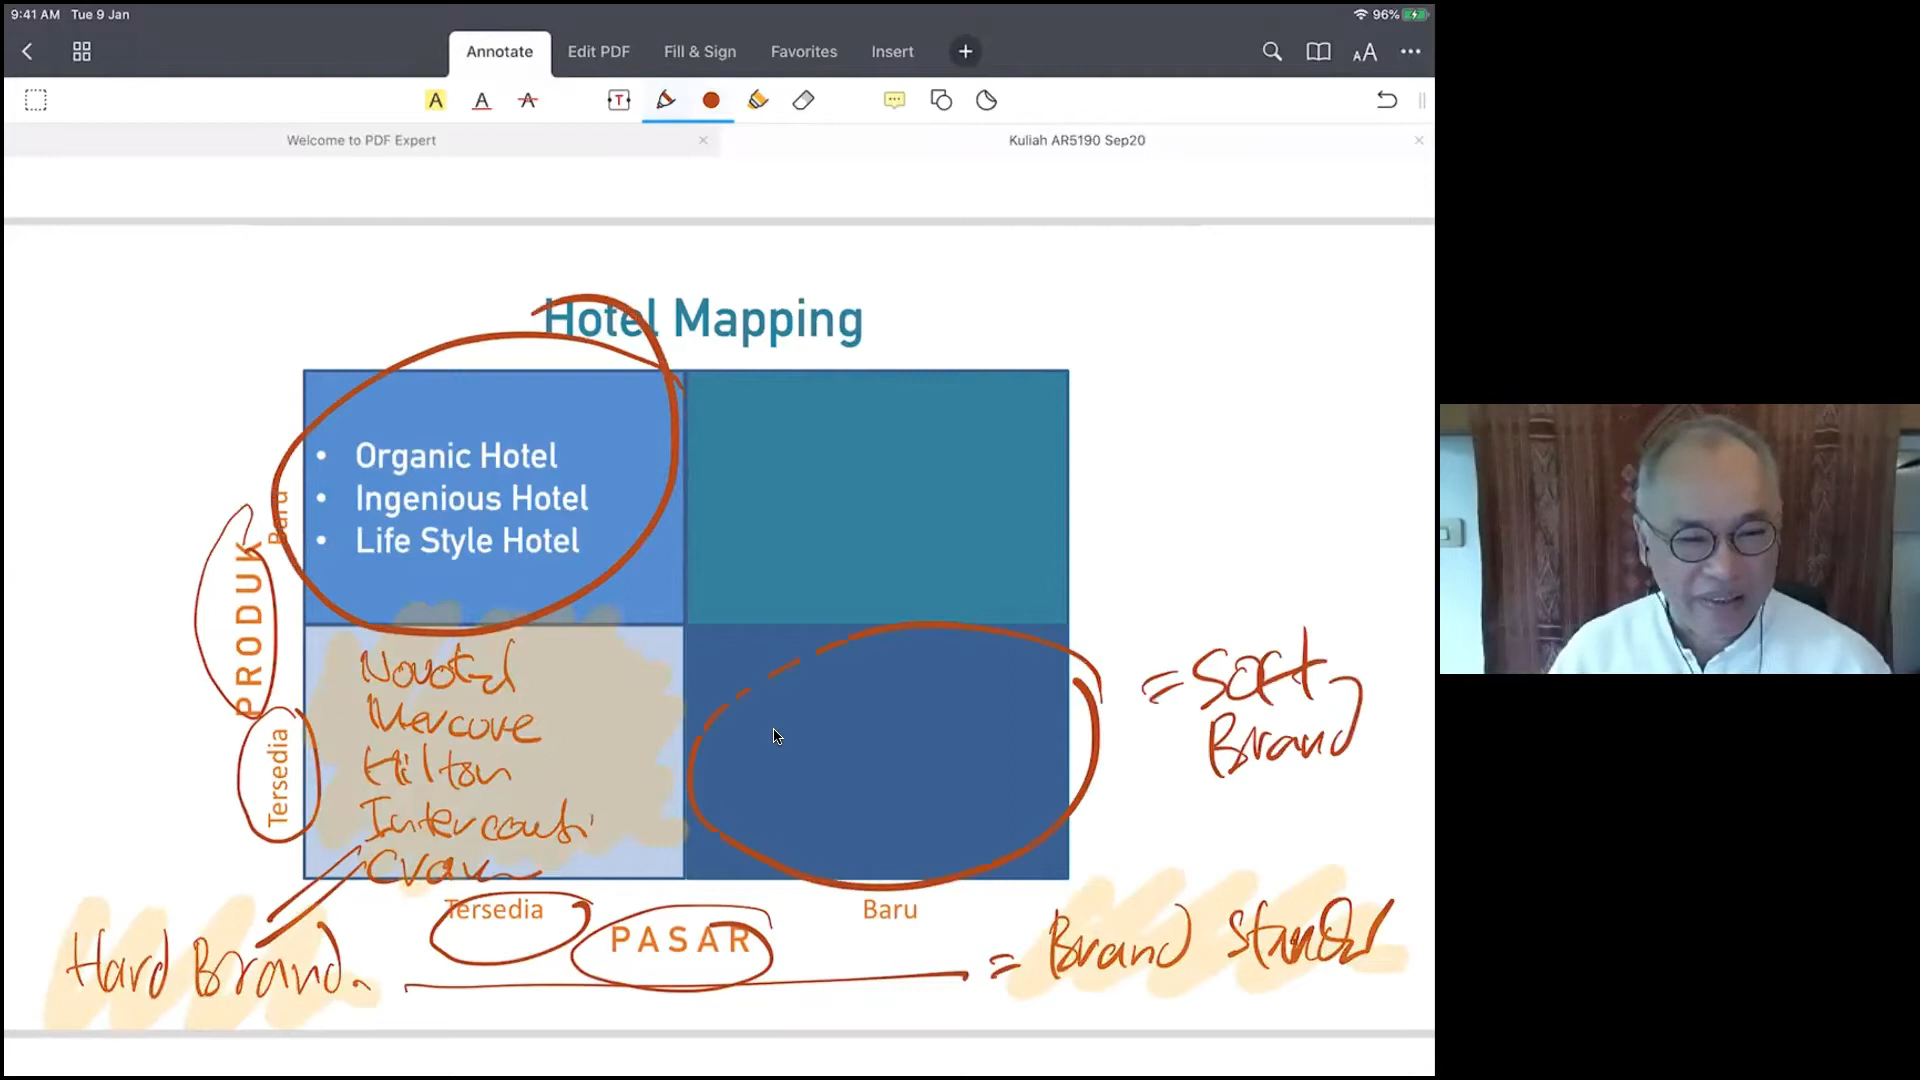 9:41 AM Tue 9 Jan
96%
Annotate Edit PDF Fill & Sign Favorites Insert
AA
A A A T
Welcome to PDF Expert
Kuliah AR5190 Sep20
Hotel Mapping
• Organic Hotel
• Ingenious Hotel
• Life Style Hotel
Baru
PRODUK
Tersedia
Novotel
Mercure
Hilton
Interconti
= Soft
Brand
Tersedia
Baru
PASAR
Hard Brand.
= Brand